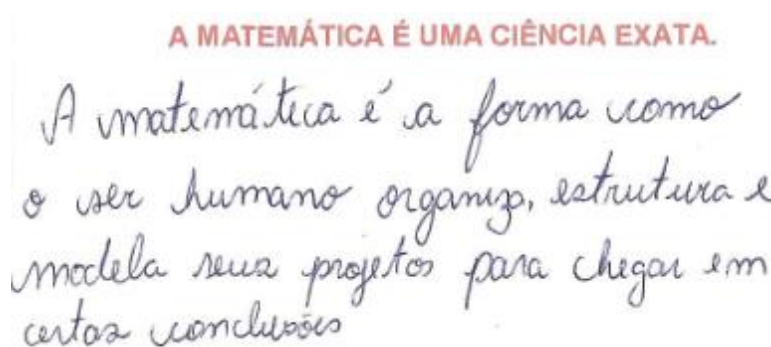 A MATEMÁTICA É UMA CIÊNCIA EXATA.
A matemática é a forma como
o ser humano organiza, estrutura e
modela seus projetos para chegar em
certas conclusões